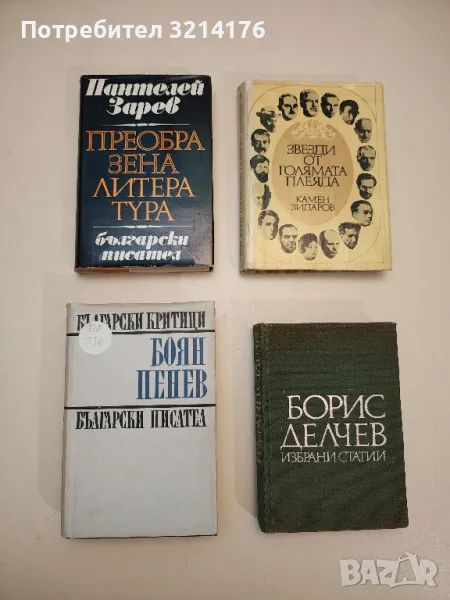 Потребител 3214176
Пантелей
Зарев
ПРЕОБРА
ЗЕНА
ЛИТЕРА
ТУРА
български
писател
ЗВЕЗДИ
ОТ
ГОЛЯМАТА
ПЛЕЯДА
КАМЕН
ЗИДАРОВ
БЪЛГАРСКИ КРИТИЦИ
БОЯН
ПЕНЕВ
БЪЛГАРСКИ ПИСАТЕЛ
БОРИС
ДЕЛЧЕВ
ИЗБРАНИ СТАТИИ
BAZAR